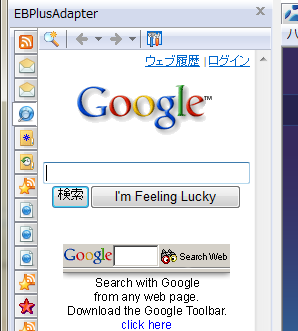 EBPlusAdapter
ウェブ履歴 | ログイン
Google™
検索
I'm Feeling Lucky
Google
Search Web
Search with Google
from any web page.
Download the Google Toolbar.
click here